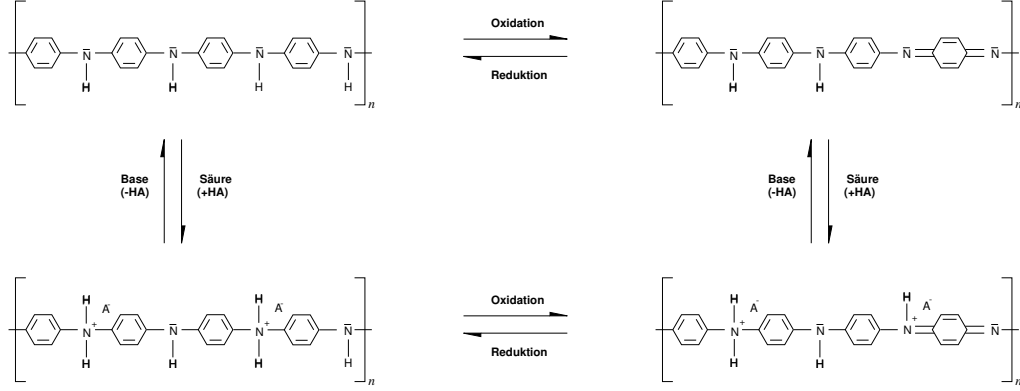 N N N N
H H H H
n
Oxidation
Reduktion
N N N N
H H
n
Base
(-HA)
Säure
(+HA)
Base
(-HA)
Säure
(+HA)
H A- H A-
N+ N N+ N
H H H H
n
Oxidation
Reduktion
H A- H A-
N+ N N+ N
H H
n